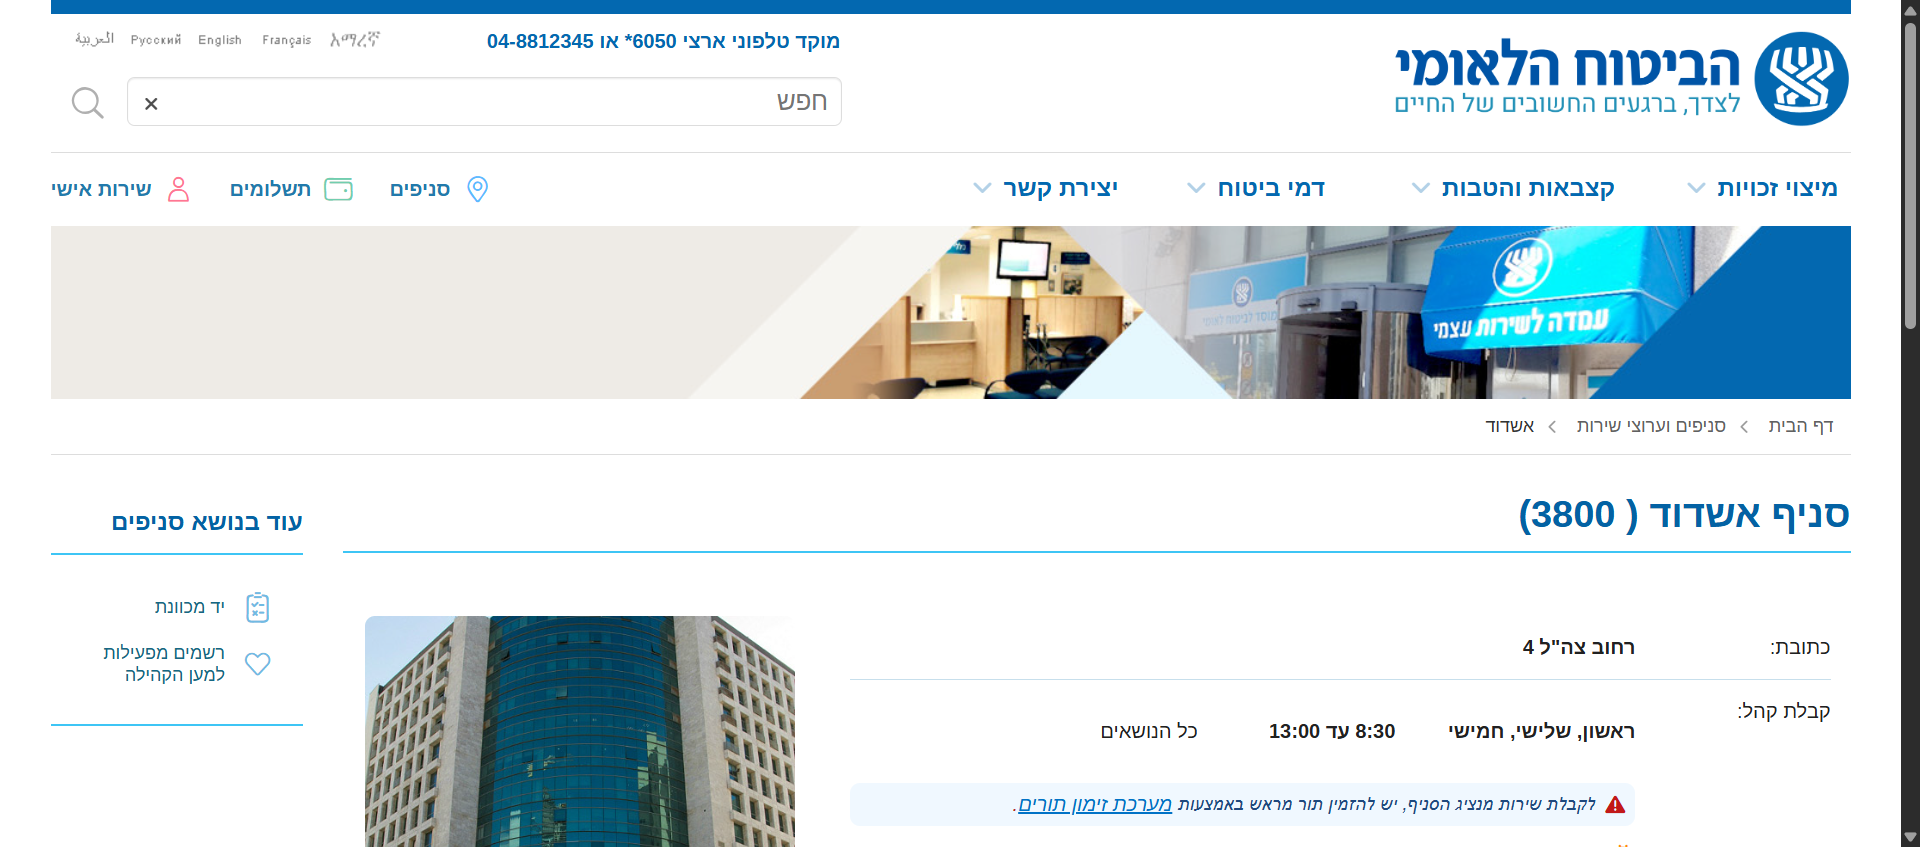 הביטוח הלאומי
לצדך, ברגעים החשובים של החיים
מוקד טלפוני ארצי 6050* או 04-8812345
አማረኛ
Français
English
Русский
العربية
חפש
מיצוי זכויות
קצבאות והטבות
דמי ביטוח
יצירת קשר
סניפים
תשלומים
שירות אישי
עמדה לשירות עצמי
מוסד לביטוח לאומי
דף הבית
סניפים וערוצי שירות
אשדוד
סניף אשדוד ( 3800)
כתובת:
רחוב צה"ל 4
קבלת קהל:
ראשון, שלישי, חמישי
8:30 עד 13:00
כל הנושאים
לקבלת שירות מנציג הסניף, יש להזמין תור מראש באמצעות מערכת זימון תורים.
עוד בנושא סניפים
יד מכוונת
רשמים מפעילות
למען הקהילה